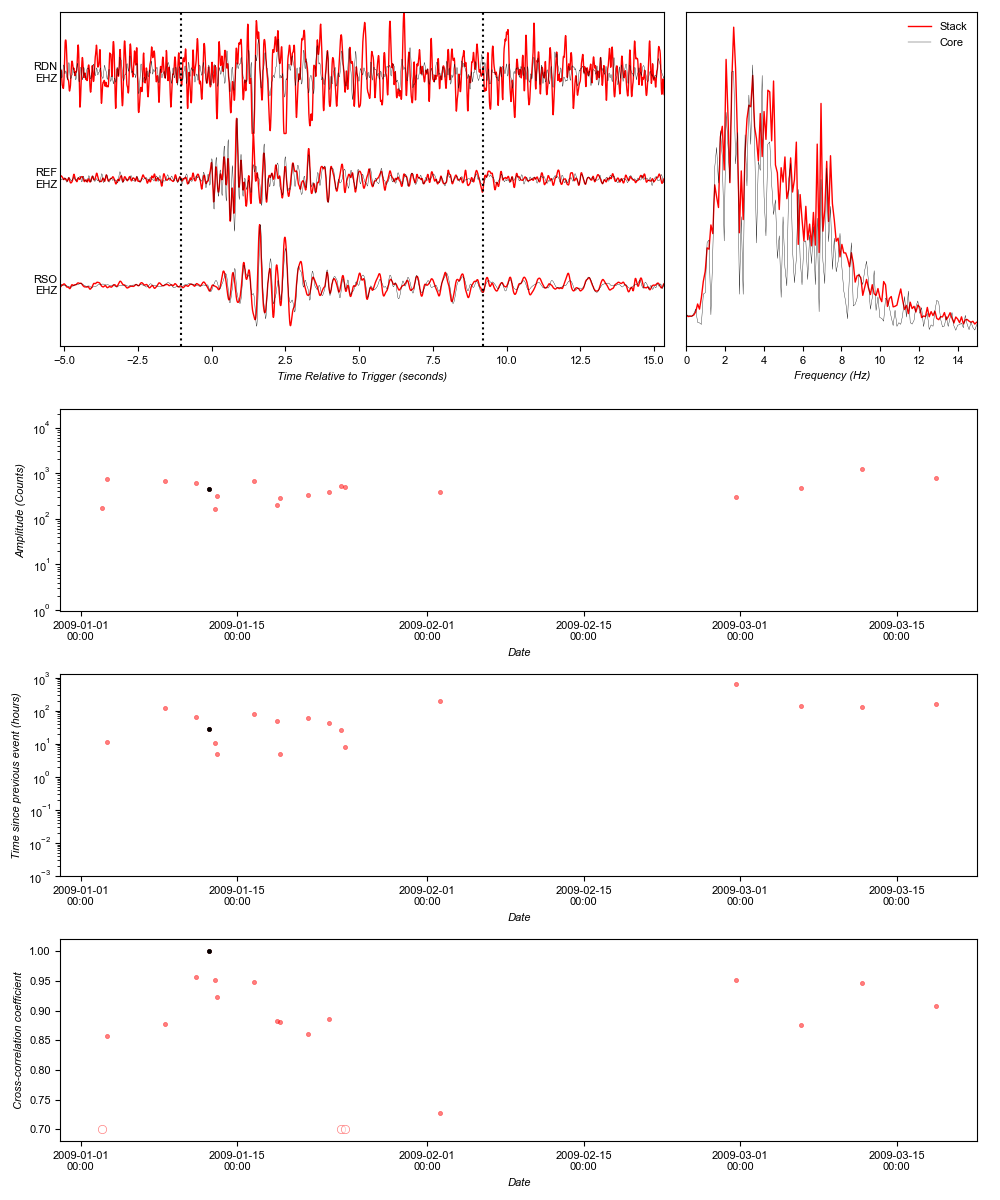 RDN
EHZ
REF
EHZ
RSO
EHZ
−5.0 −2.5 0.0 2.5 5.0 7.5 10.0 12.5 15.0
Time Relative to Trigger (seconds)
Stack
Core
0 2 4 6 8 10 12 14
Frequency (Hz)
Amplitude (Counts)
10^4
10^3
10^2
10^1
10^0
2009-01-01 2009-01-15 2009-02-01 2009-02-15 2009-03-01 2009-03-15
00:00 00:00 00:00 00:00 00:00 00:00
Date
Time since previous event (hours)
10^3
10^2
10^1
10^0
10^−1
10^−2
10^−3
2009-01-01 2009-01-15 2009-02-01 2009-02-15 2009-03-01 2009-03-15
00:00 00:00 00:00 00:00 00:00 00:00
Date
Cross-correlation coefficient
1.00
0.95
0.90
0.85
0.80
0.75
0.70
2009-01-01 2009-01-15 2009-02-01 2009-02-15 2009-03-01 2009-03-15
00:00 00:00 00:00 00:00 00:00 00:00
Date